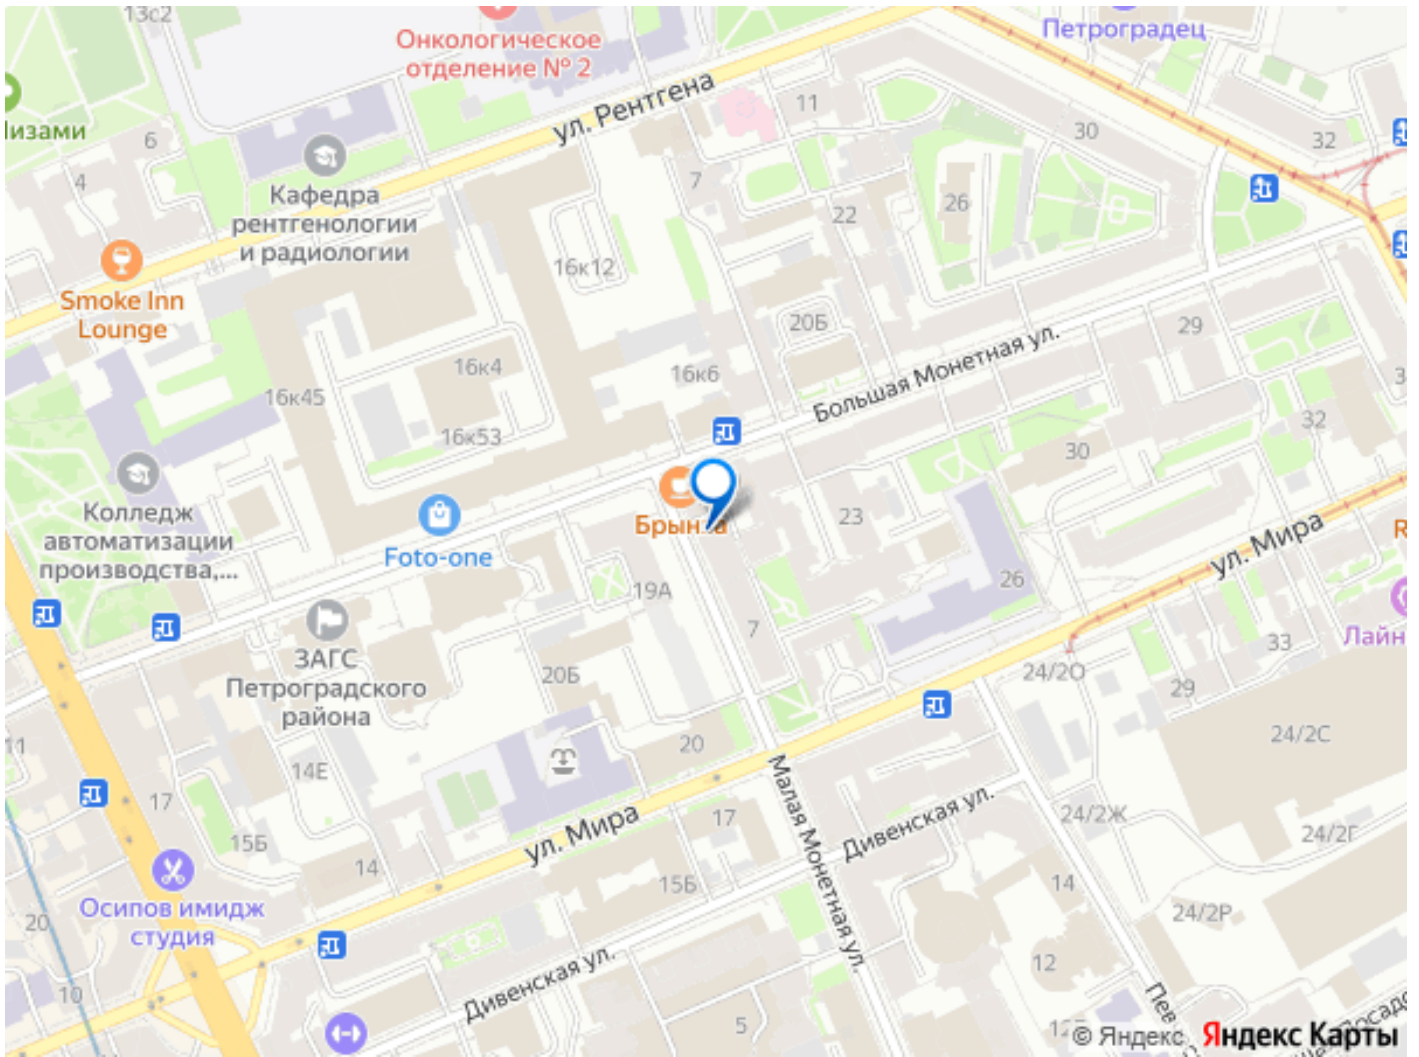 13с2
Онкологическое
отделение № 2
Петроградец
ул. Рентгена
11
30
32
6
4
Кафедра
рентгенологии
и радиологии
7
22
26
16к12
Smoke Inn
Lounge
20Б
29
Большая Монетная ул.
16к4
16к6
16к45
16к53
32
30
Колледж
автоматизации
производства,...
Foto-one
23
ул. Мира
19А
26
7
33
ЗАГС
Петроградского
района
20Б
24/2О
29
20
24/2С
11
14Е
17
15Б
Малая Монетная ул.
17
Дивенская ул.
24/2Ж
24/2Г
ул. Мира
14
15Б
14
Осипов имидж
студия
20
24/2Р
10
Дивенская ул.
12
5
© Яндекс Яндекс Карты